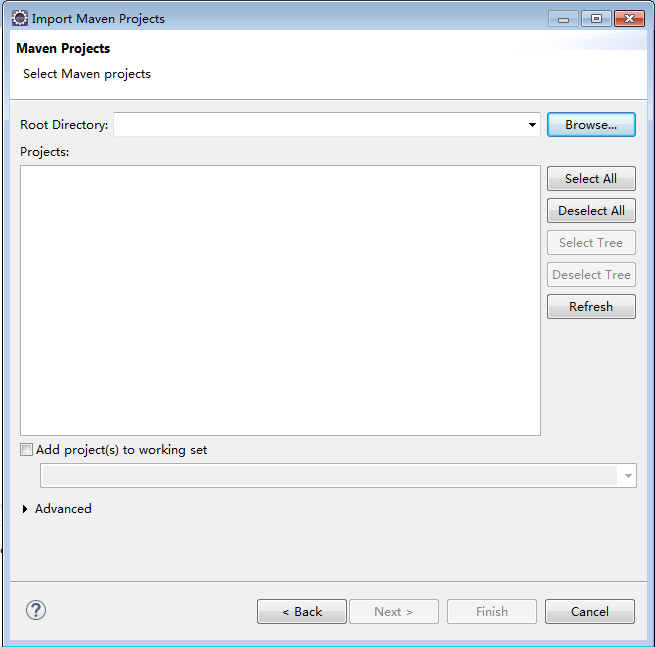 Import Maven Projects
Maven Projects
Select Maven projects
Root Directory:
Browse...
Projects:
Select All
Deselect All
Select Tree
Deselect Tree
Refresh
Add project(s) to working set
Advanced
?
< Back
Next >
Finish
Cancel